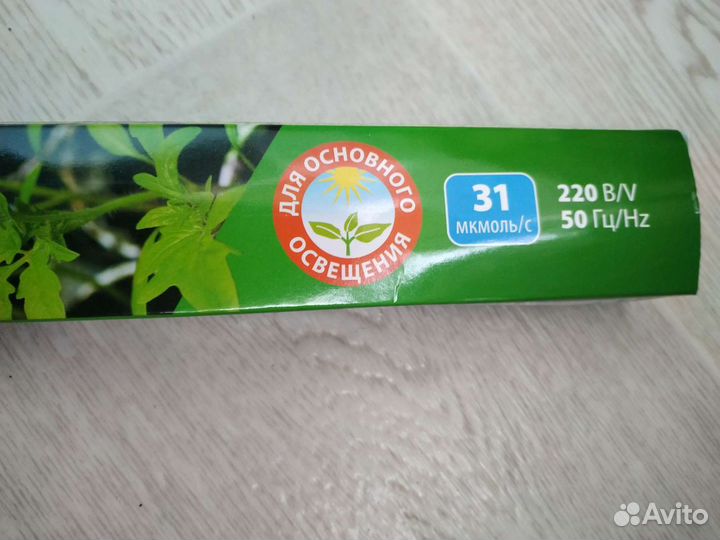 ДЛЯ ОСНОВНОГО
ОСВЕЩЕНИЯ
31
мкмоль/с
220 В/V
50 Гц/Hz
Avito